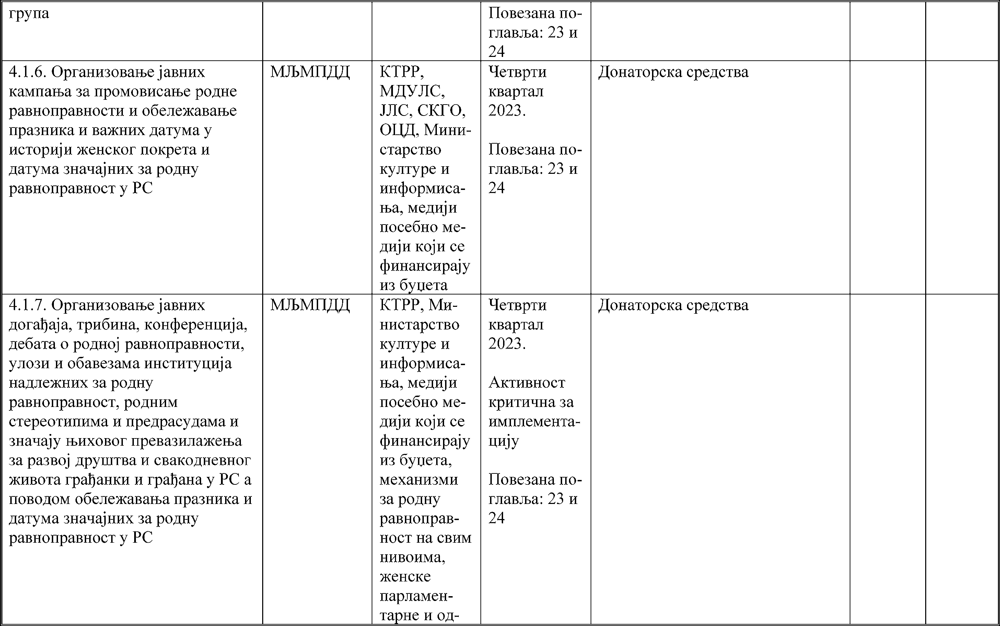 група
Повезана по-
главља: 23 и
24
4.1.6. Организовање јавних
кампања за промовисање родне
равноправности и обележавање
празника и важних датума у
историји женског покрета и
датума значајних за родну
равноправност у РС
МЉМПДД
КТРР,
МДУЛС,
ЈЛС, СКГО,
ОЦД, Мини-
старство
културе и
информиса-
ња, медији
посебно ме-
дији који се
финансирају
из буџета
Четврти
квартал
2023.
Повезана по-
главља: 23 и
24
Донаторска средства
4.1.7. Организовање јавних
догађаја, трибина, конференција,
дебата о родној равноправности,
улози и обавезама институција
надлежних за родну
равноправност, родним
стереотипима и предрасудама и
значају њиховог превазилажења
за развој друштва и свакодневног
живота грађанки и грађана у РС а
поводом обележавања празника и
датума значајних за родну
равноправност у РС
МЉМПДД
КТРР, Ми-
нистарство
културе и
информиса-
ња, медији
посебно ме-
дији који се
финансирају
из буџета,
механизми
за родну
равноправ-
ност на свим
нивоима,
женске
парламен-
тарне и од-
Четврти
квартал
2023.
Активност
критична за
имплемента-
цију
Повезана по-
главља: 23 и
24
Донаторска средства